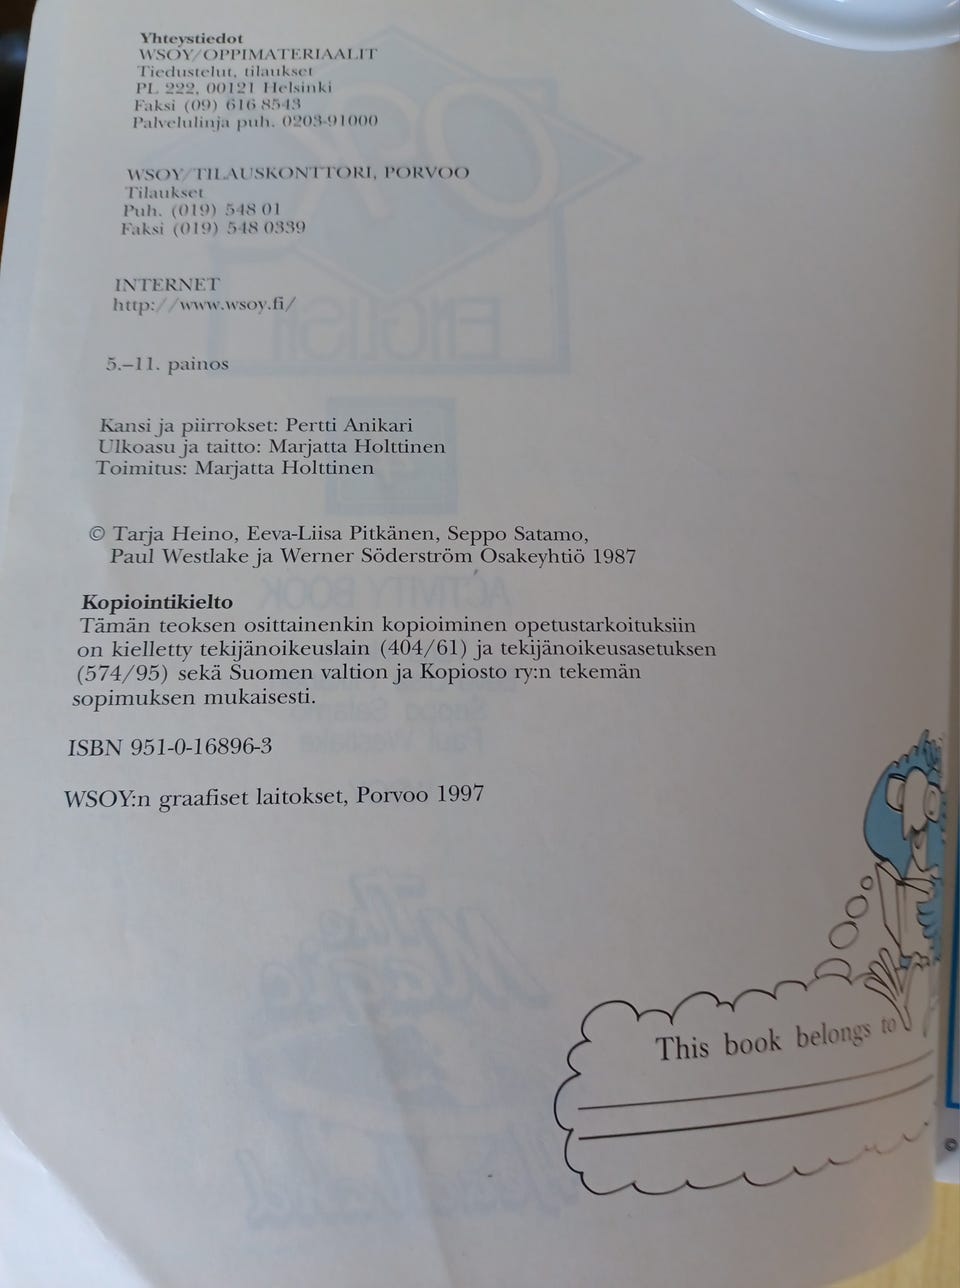 Yhteystiedot
WSOY/OPPIMATERIAALIT
Tiedustelut, tilaukset
PL 222, 00121 Helsinki
Faksi (09) 616 8543
Palvelulinja puh. 0203-91000
WSOY/TILAUSKONTTORI, PORVOO
Tilaukset
Puh. (019) 548 01
Faksi (019) 548 0339
INTERNET
http://www.wsoy.fi/
5.–11. painos
Kansi ja piirrokset: Pertti Anikari
Ulkoasu ja taitto: Marjatta Holttinen
Toimitus: Marjatta Holttinen
© Tarja Heino, Eeva-Liisa Pitkänen, Seppo Satamo,
Paul Westlake ja Werner Söderström Osakeyhtiö 1987
Kopiointikielto
Tämän teoksen osittainenkin kopioiminen opetustarkoituksiin
on kielletty tekijänoikeuslain (404/61) ja tekijänoikeusasetuksen
(574/95) sekä Suomen valtion ja Kopiosto ry:n tekemän
sopimuksen mukaisesti.
ISBN 951-0-16896-3
WSOY:n graafiset laitokset, Porvoo 1997
This book belongs to
©